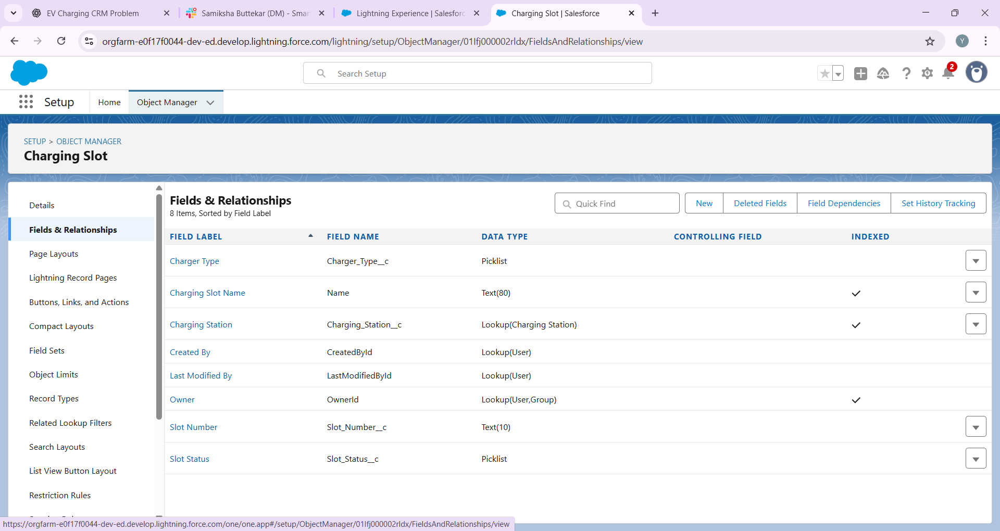 EV Charging CRM Problem
Samiksha Buttekar (DM) - Smar
Lightning Experience | Salesforc
Charging Slot | Salesforce
orgfarm-e0f17f0044-dev-ed.develop.lightning.force.com/lightning/setup/ObjectManager/01Ifj000002rldx/FieldsAndRelationships/view
Y
Search Setup
2
Setup
Home
Object Manager
SETUP > OBJECT MANAGER
Charging Slot
Details
Fields & Relationships
Page Layouts
Lightning Record Pages
Buttons, Links, and Actions
Compact Layouts
Field Sets
Object Limits
Record Types
Related Lookup Filters
Search Layouts
List View Button Layout
Restriction Rules
Fields & Relationships
8 Items, Sorted by Field Label
Quick Find
New
Deleted Fields
Field Dependencies
Set History Tracking
FIELD LABEL FIELD NAME DATA TYPE CONTROLLING FIELD INDEXED
Charger Type Charger_Type__c Picklist
Charging Slot Name Name Text(80)
Charging Station Charging_Station__c Lookup(Charging Station)
Created By CreatedById Lookup(User)
Last Modified By LastModifiedById Lookup(User)
Owner OwnerId Lookup(User,Group)
Slot Number Slot_Number__c Text(10)
Slot Status Slot_Status__c Picklist
https://orgfarm-e0f17f0044-dev-ed.develop.lightning.force.com/one/one.app#/setup/ObjectManager/01Ifj000002rldx/FieldsAndRelationships/view